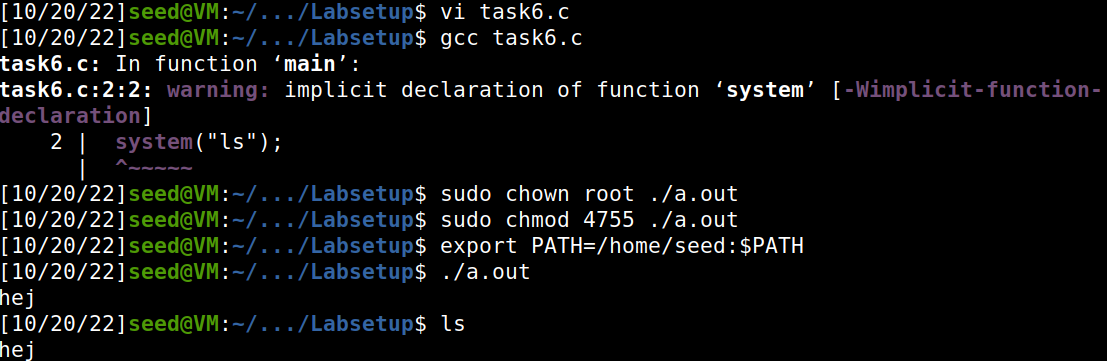 [10/20/22]seed@VM:~/.../Labsetup$ vi task6.c
[10/20/22]seed@VM:~/.../Labsetup$ gcc task6.c
task6.c: In function ‘main’:
task6.c:2:2: warning: implicit declaration of function ‘system’ [-Wimplicit-function-
declaration]
    2 |  system("ls");
      |  ^~~~~~
[10/20/22]seed@VM:~/.../Labsetup$ sudo chown root ./a.out
[10/20/22]seed@VM:~/.../Labsetup$ sudo chmod 4755 ./a.out
[10/20/22]seed@VM:~/.../Labsetup$ export PATH=/home/seed:$PATH
[10/20/22]seed@VM:~/.../Labsetup$ ./a.out
hej
[10/20/22]seed@VM:~/.../Labsetup$ ls
hej